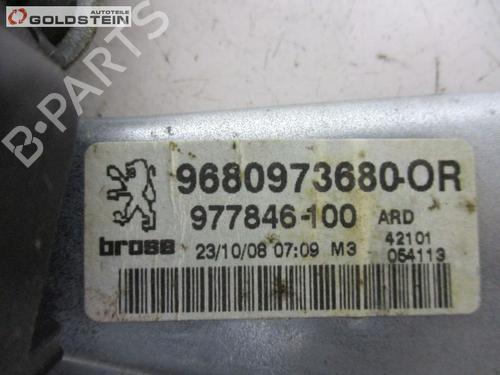 AUTOTEILE
GOLDSTEIN
B-PARTS
9680973680-OR
977846-100 ARD
brose 23/10/08 07:09 M3 42101
054113